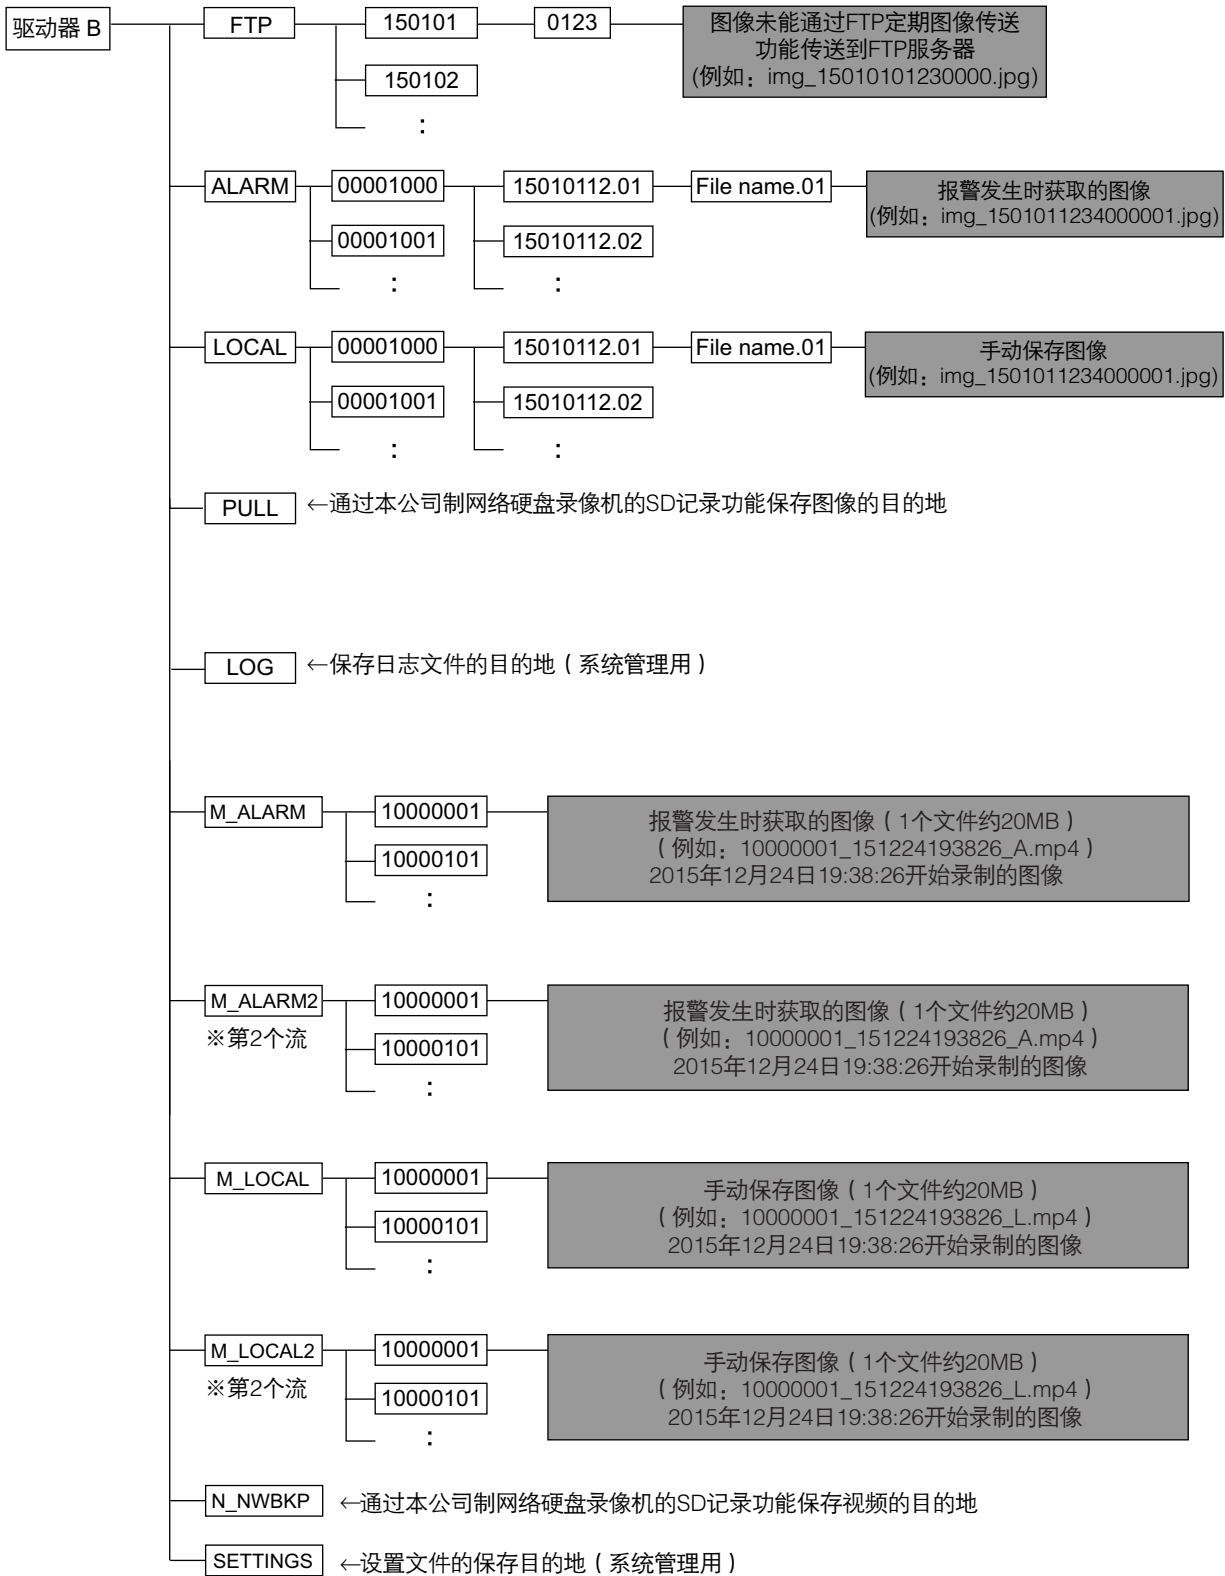 驱动器 B
FTP
150101
0123
图像未能通过FTP定期图像传送
功能传送到FTP服务器
(例如：img_15010101230000.jpg)
150102
：
ALARM
00001000
15010112.01
File name.01
报警发生时获取的图像
(例如：img_1501011234000001.jpg)
00001001
15010112.02
：
：
LOCAL
00001000
15010112.01
File name.01
手动保存图像
(例如：img_1501011234000001.jpg)
00001001
15010112.02
：
：
PULL
←通过本公司制网络硬盘录像机的SD记录功能保存图像的目的地
LOG
←保存日志文件的目的地（系统管理用）
M_ALARM
10000001
报警发生时获取的图像（1个文件约20MB）
（例如：10000001_151224193826_A.mp4）
2015年12月24日19:38:26开始录制的图像
10000101
：
M_ALARM2
※第2个流
10000001
报警发生时获取的图像（1个文件约20MB）
（例如：10000001_151224193826_A.mp4）
2015年12月24日19:38:26开始录制的图像
10000101
：
M_LOCAL
10000001
手动保存图像（1个文件约20MB）
（例如：10000001_151224193826_L.mp4）
2015年12月24日19:38:26开始录制的图像
10000101
：
M_LOCAL2
※第2个流
10000001
手动保存图像（1个文件约20MB）
（例如：10000001_151224193826_L.mp4）
2015年12月24日19:38:26开始录制的图像
10000101
：
N_NWBKP
←通过本公司制网络硬盘录像机的SD记录功能保存视频的目的地
SETTINGS
←设置文件的保存目的地（系统管理用）